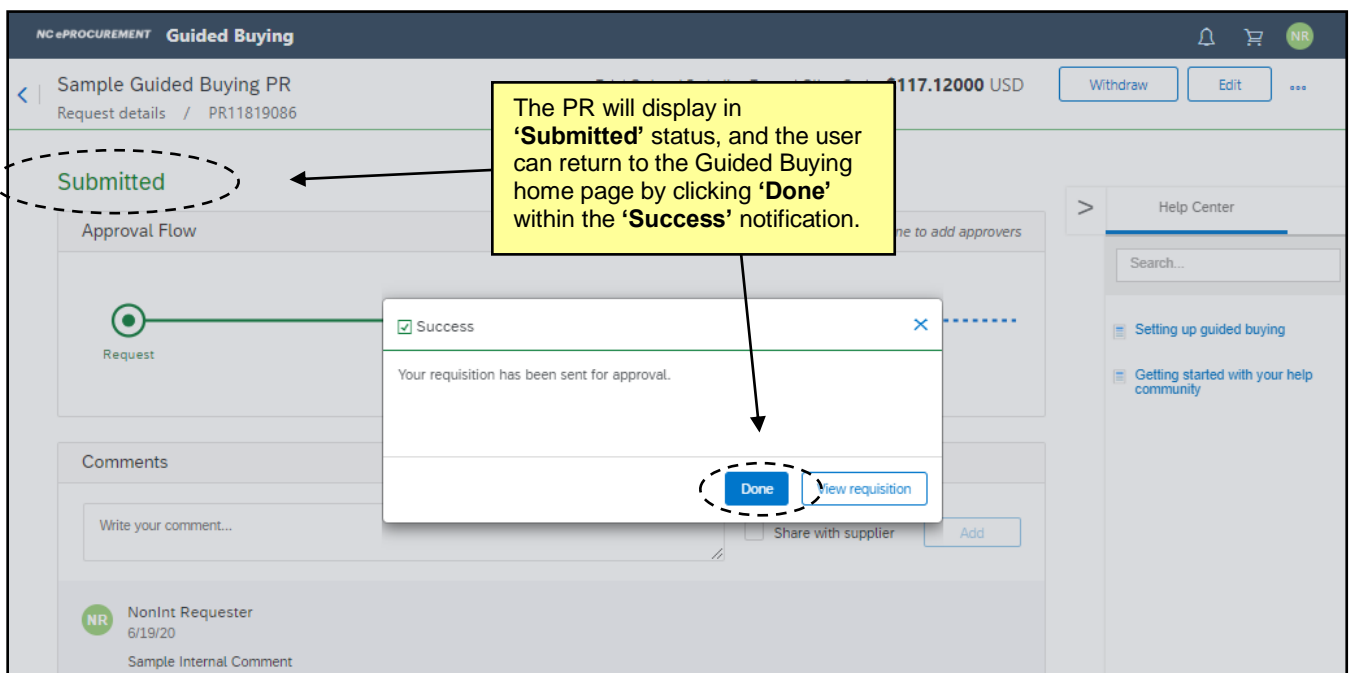 NC ePROCUREMENT Guided Buying
NR
Sample Guided Buying PR
$117.12000 USD
Withdraw
Edit
Request details / PR11819086
The PR will display in
‘Submitted’ status, and the user
can return to the Guided Buying
home page by clicking ‘Done’
within the ‘Success’ notification.
Submitted
> Help Center
Approval Flow
to add approvers
Search...
Success
Request
Setting up guided buying
Your requisition has been sent for approval.
Getting started with your help
community
Comments
Done
View requisition
Write your comment...
Share with supplier
Add
NR
NonInt Requester
6/19/20
Sample Internal Comment